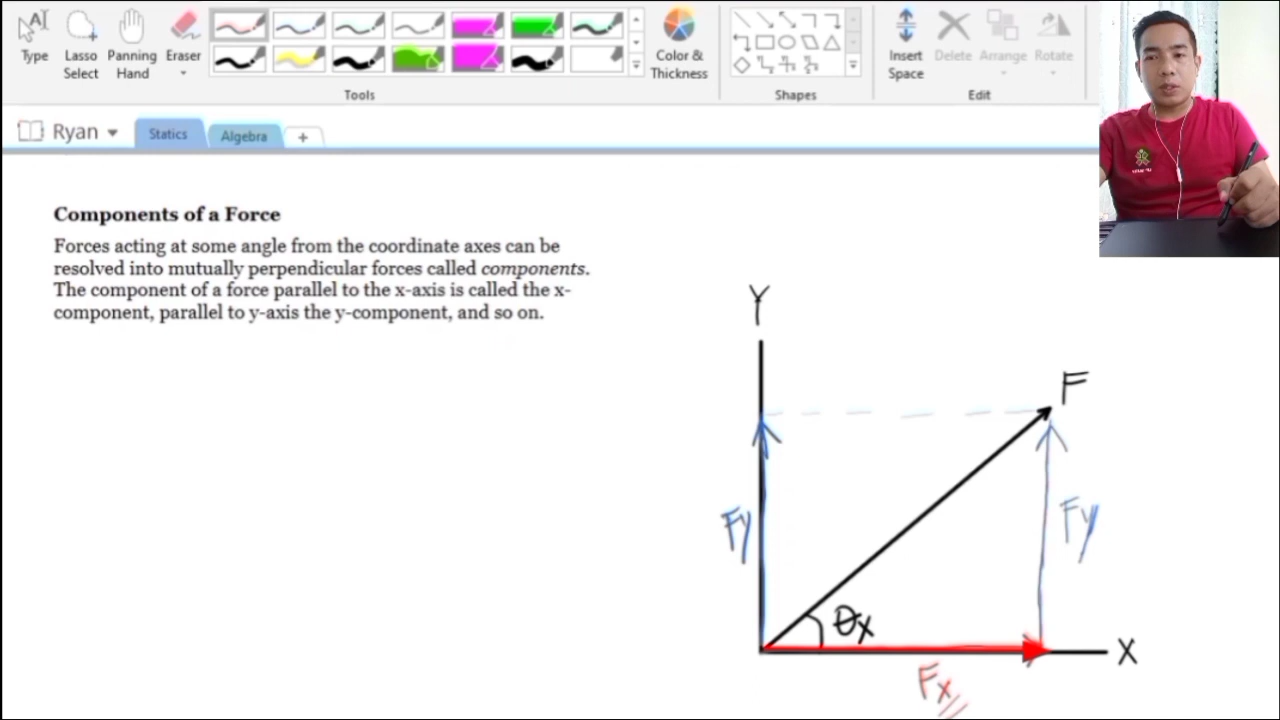 Type
Lasso Select
Panning Hand
Eraser
Color & Thickness
Insert Space
Delete
Arrange
Rotate
Tools
Shapes
Edit
Ryan
Statics
Algebra
+
Components of a Force
Forces acting at some angle from the coordinate axes can be
resolved into mutually perpendicular forces called components.
The component of a force parallel to the x-axis is called the x-
component, parallel to y-axis the y-component, and so on.
Y
F
Fy
Fy
θx
X
Fx